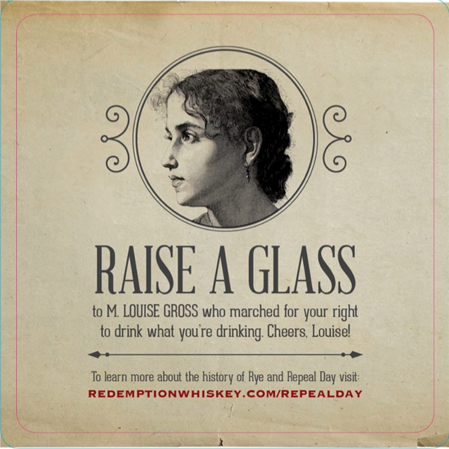 RAISE A GLASS
to M. LOUISE GROSS who marched for your right
to drink what you're drinking. Cheers, Louise!
To learn more about the history of Rye and Repeal Day visit:
REDEMPTIONWHISKEY.COM/REPEALDAY